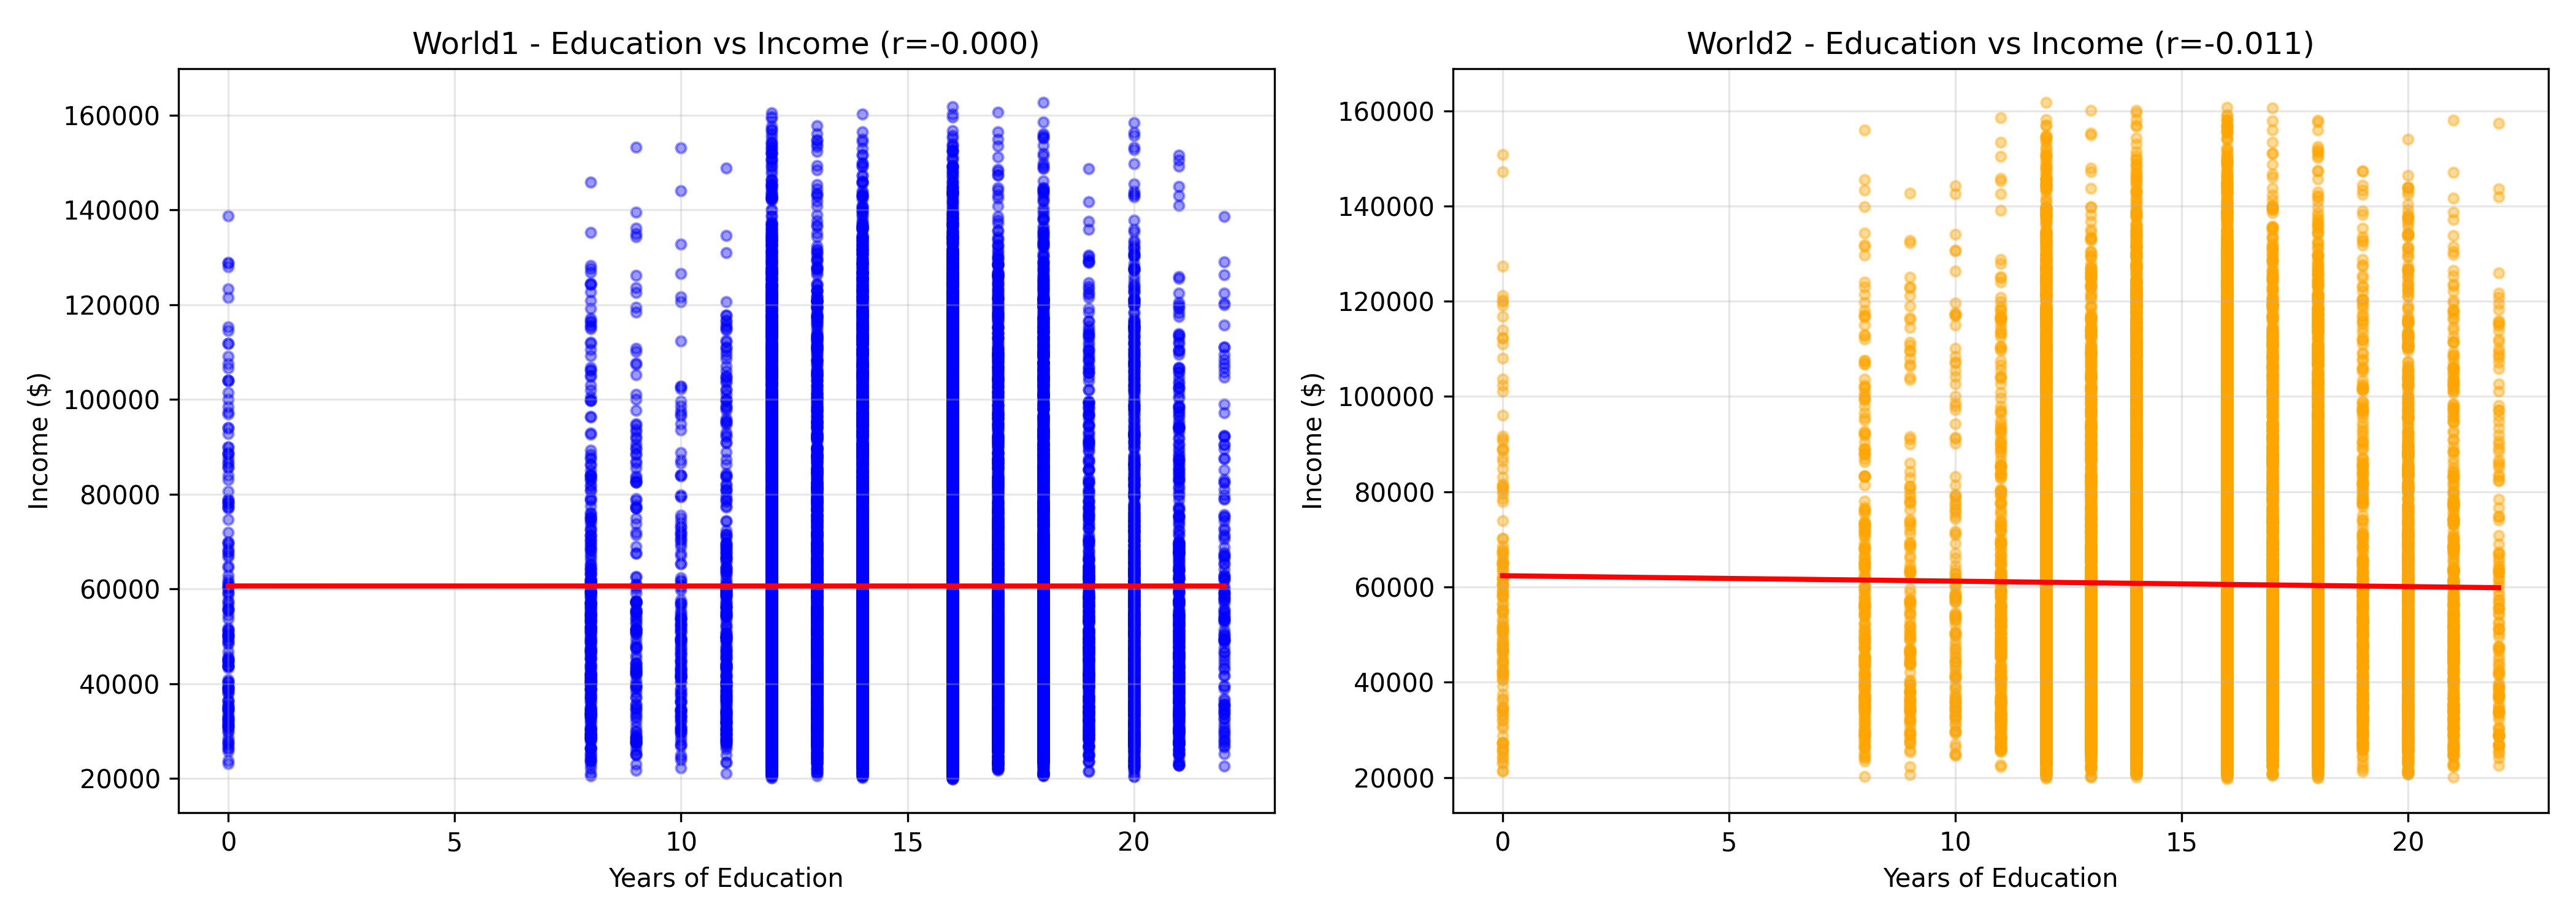 World1 - Education vs Income (r=-0.000)
160000
140000
120000
100000
80000
60000
40000
20000
Income ($)
0 5 10 15 20
Years of Education
World2 - Education vs Income (r=-0.011)
160000
140000
120000
100000
80000
60000
40000
20000
Income ($)
0 5 10 15 20
Years of Education